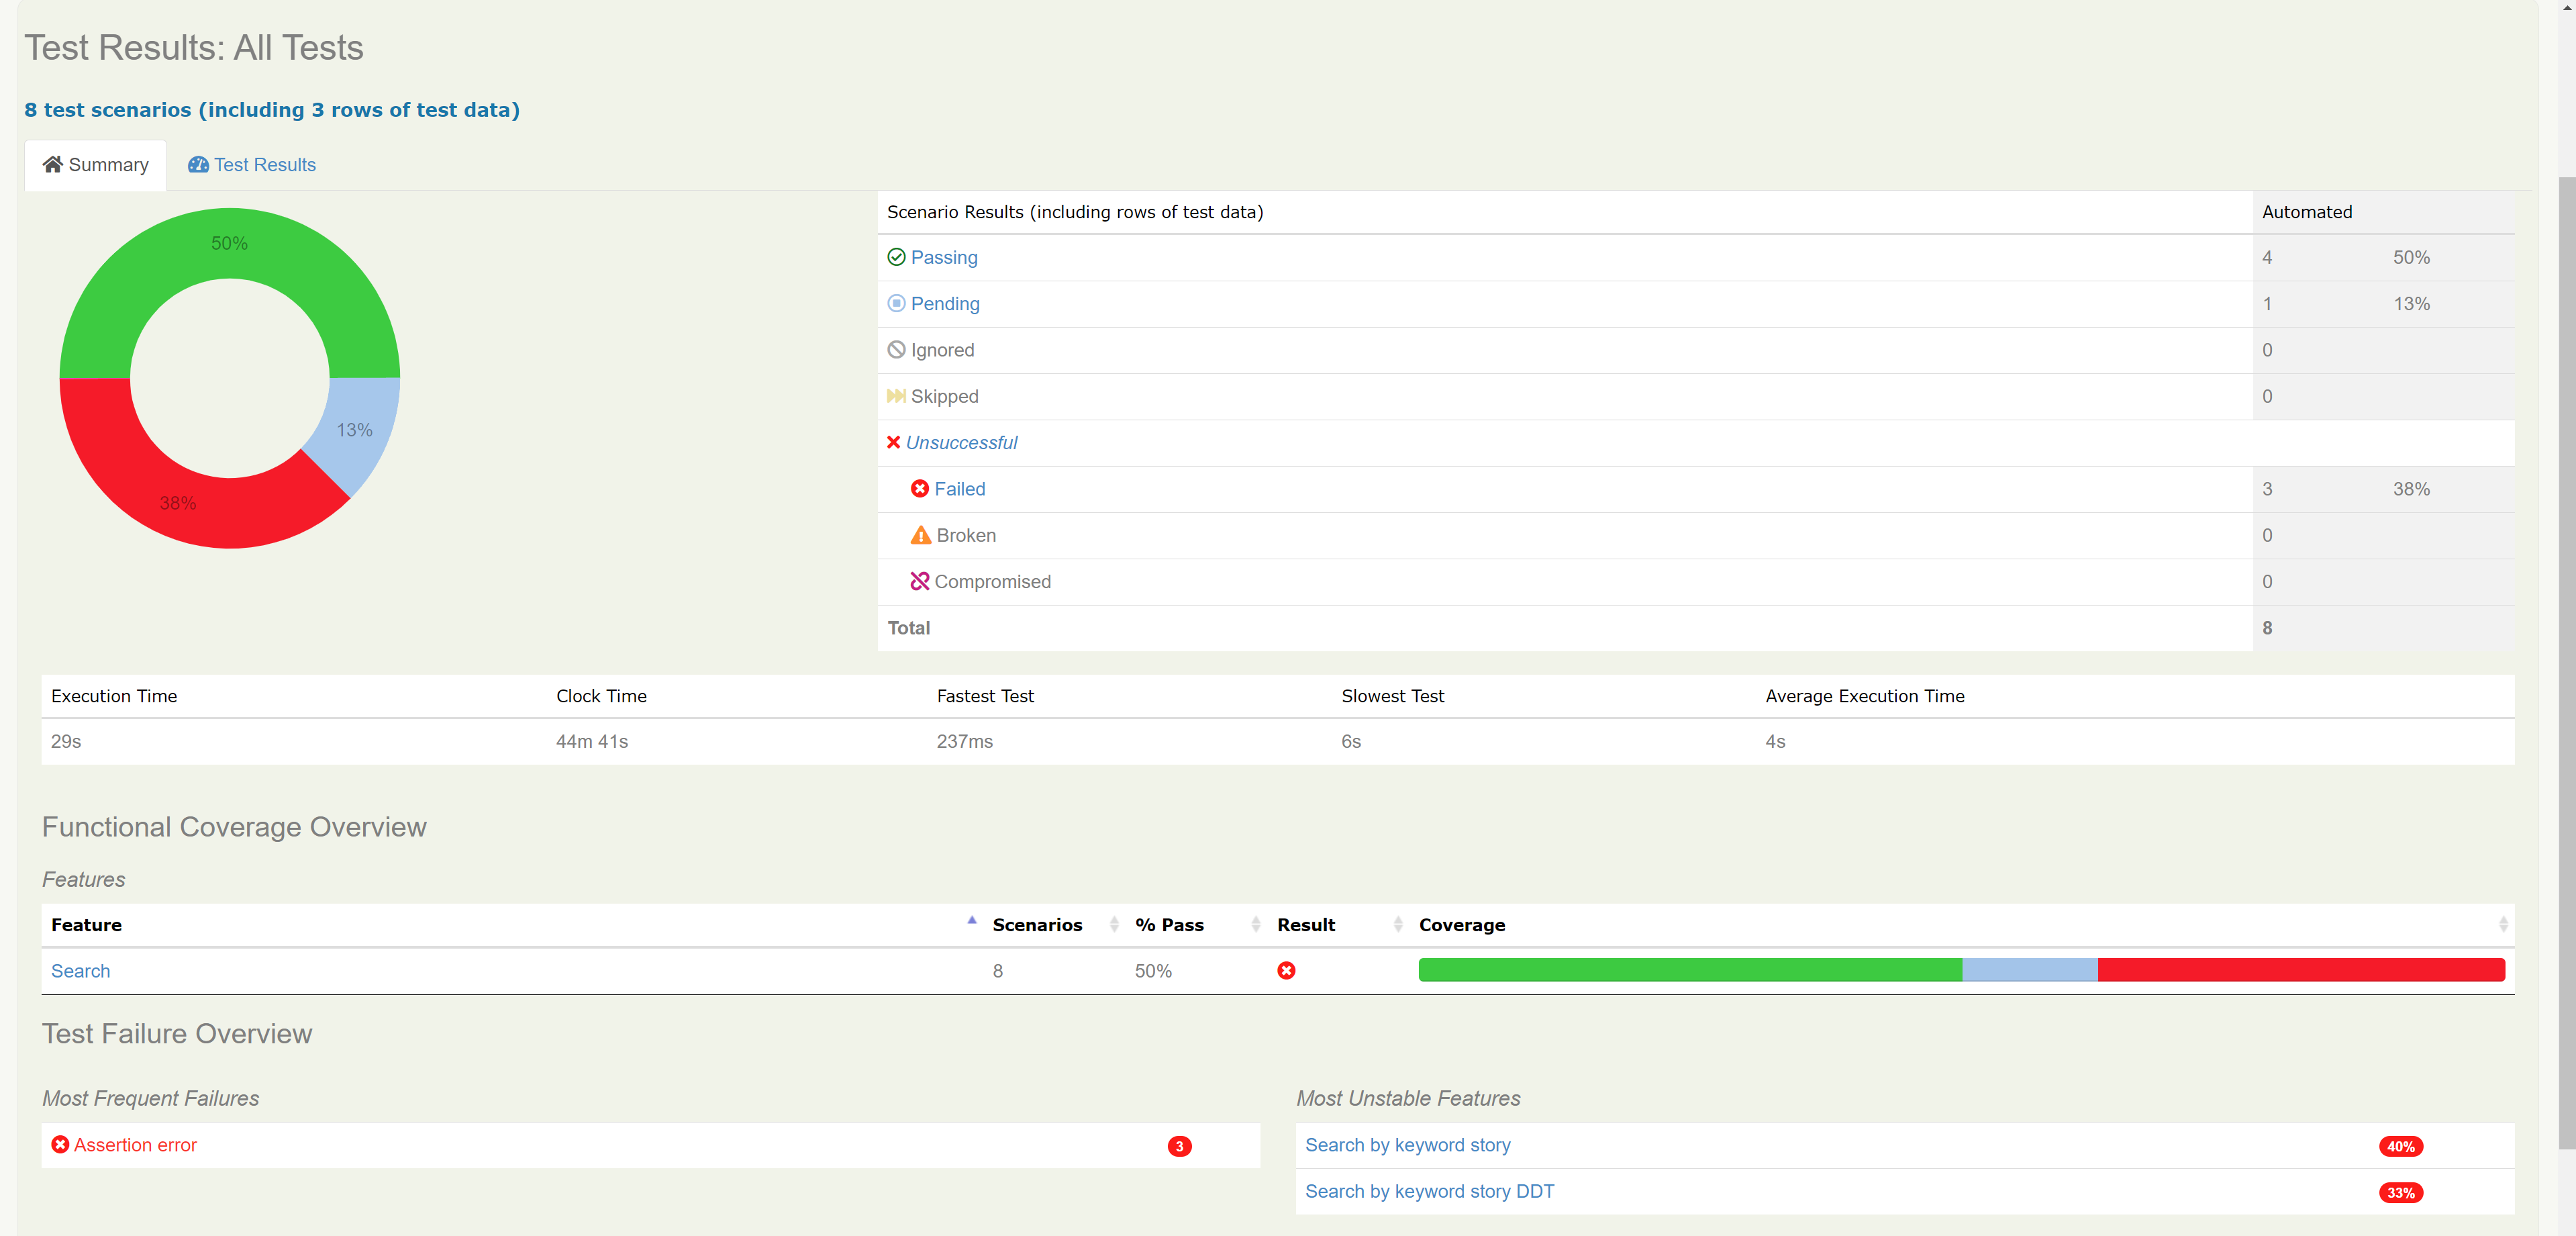 Test Results: All Tests
8 test scenarios (including 3 rows of test data)
Summary Test Results
50%
13%
38%
Scenario Results (including rows of test data) Automated
Passing 4 50%
Pending 1 13%
Ignored 0
Skipped 0
Unsuccessful
Failed 3 38%
Broken 0
Compromised 0
Total 8
Execution Time Clock Time Fastest Test Slowest Test Average Execution Time
29s 44m 41s 237ms 6s 4s
Functional Coverage Overview
Features
Feature Scenarios % Pass Result Coverage
Search 8 50%
Test Failure Overview
Most Frequent Failures
Assertion error 3
Most Unstable Features
Search by keyword story 40%
Search by keyword story DDT 33%